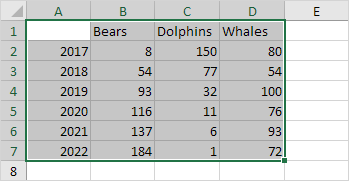 A B C D E
1 Bears Dolphins Whales
2 2017 8 150 80
3 2018 54 77 54
4 2019 93 32 100
5 2020 116 11 76
6 2021 137 6 93
7 2022 184 1 72
8